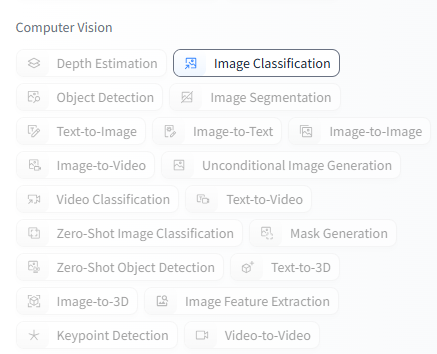 Computer Vision
Depth Estimation Image Classification
Object Detection Image Segmentation
Text-to-Image Image-to-Text Image-to-Image
Image-to-Video Unconditional Image Generation
Video Classification Text-to-Video
Zero-Shot Image Classification Mask Generation
Zero-Shot Object Detection Text-to-3D
Image-to-3D Image Feature Extraction
Keypoint Detection Video-to-Video